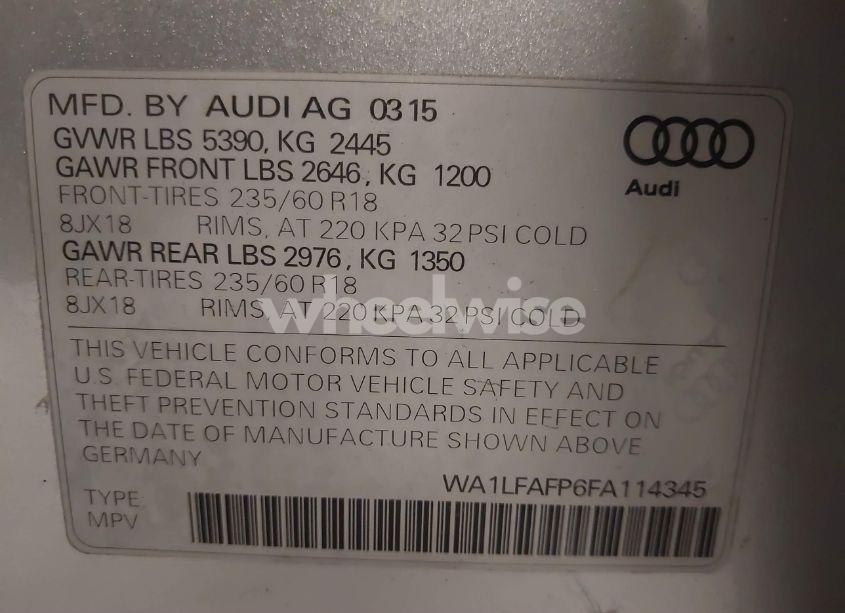 MFD. BY AUDI AG 03 15
GVWR LBS 5390, KG 2445
GAWR FRONT LBS 2646, KG 1200
FRONT-TIRES 235/60 R18
8JX18 RIMS, AT 220 KPA 32 PSI COLD
GAWR REAR LBS 2976, KG 1350
REAR-TIRES 235/60 R18
8JX18 RIMS, AT 220 KPA 32 PSI COLD
Audi
wheelwise
THIS VEHICLE CONFORMS TO ALL APPLICABLE
U.S. FEDERAL MOTOR VEHICLE SAFETY AND
THEFT PREVENTION STANDARDS IN EFFECT ON
THE DATE OF MANUFACTURE SHOWN ABOVE
GERMANY
WA1LFAFP6FA114345
TYPE
MPV